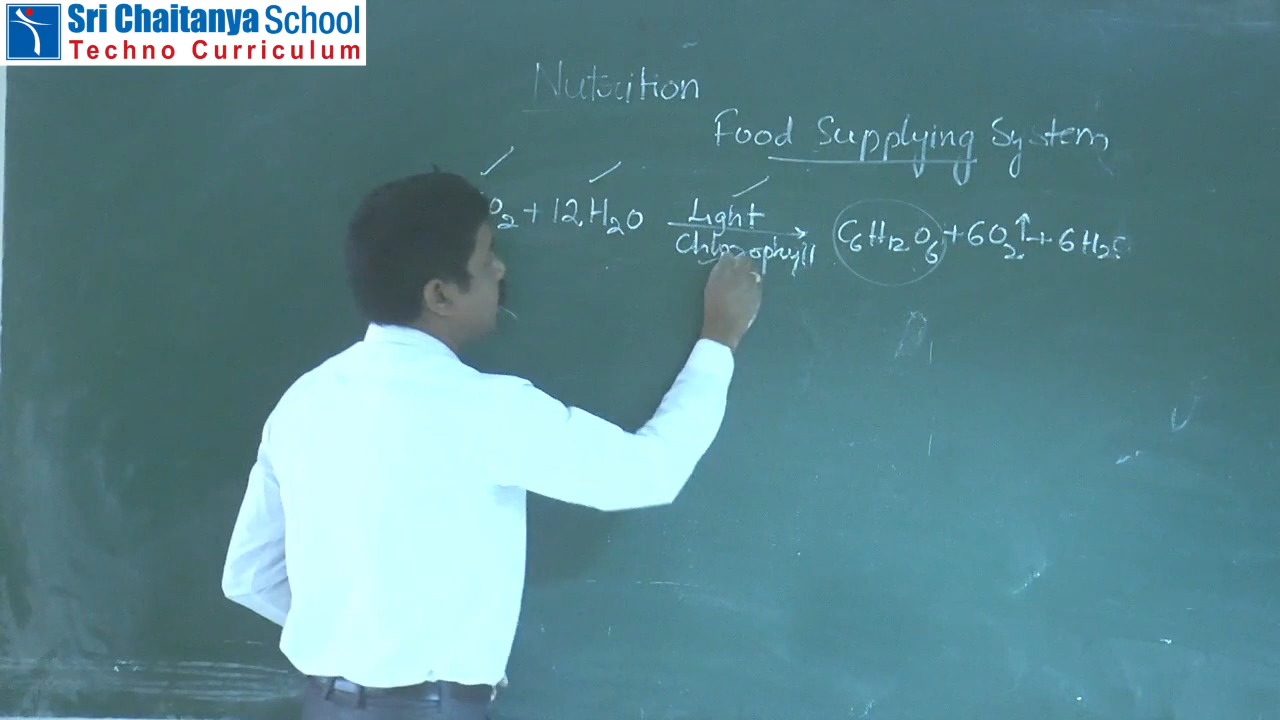 Sri Chaitanya School
Techno Curriculum
Nutrition
Food Supplying System
O2 + 12H2O Light Chlorophyll → C6H12O6 + 6O2↑ + 6H2O